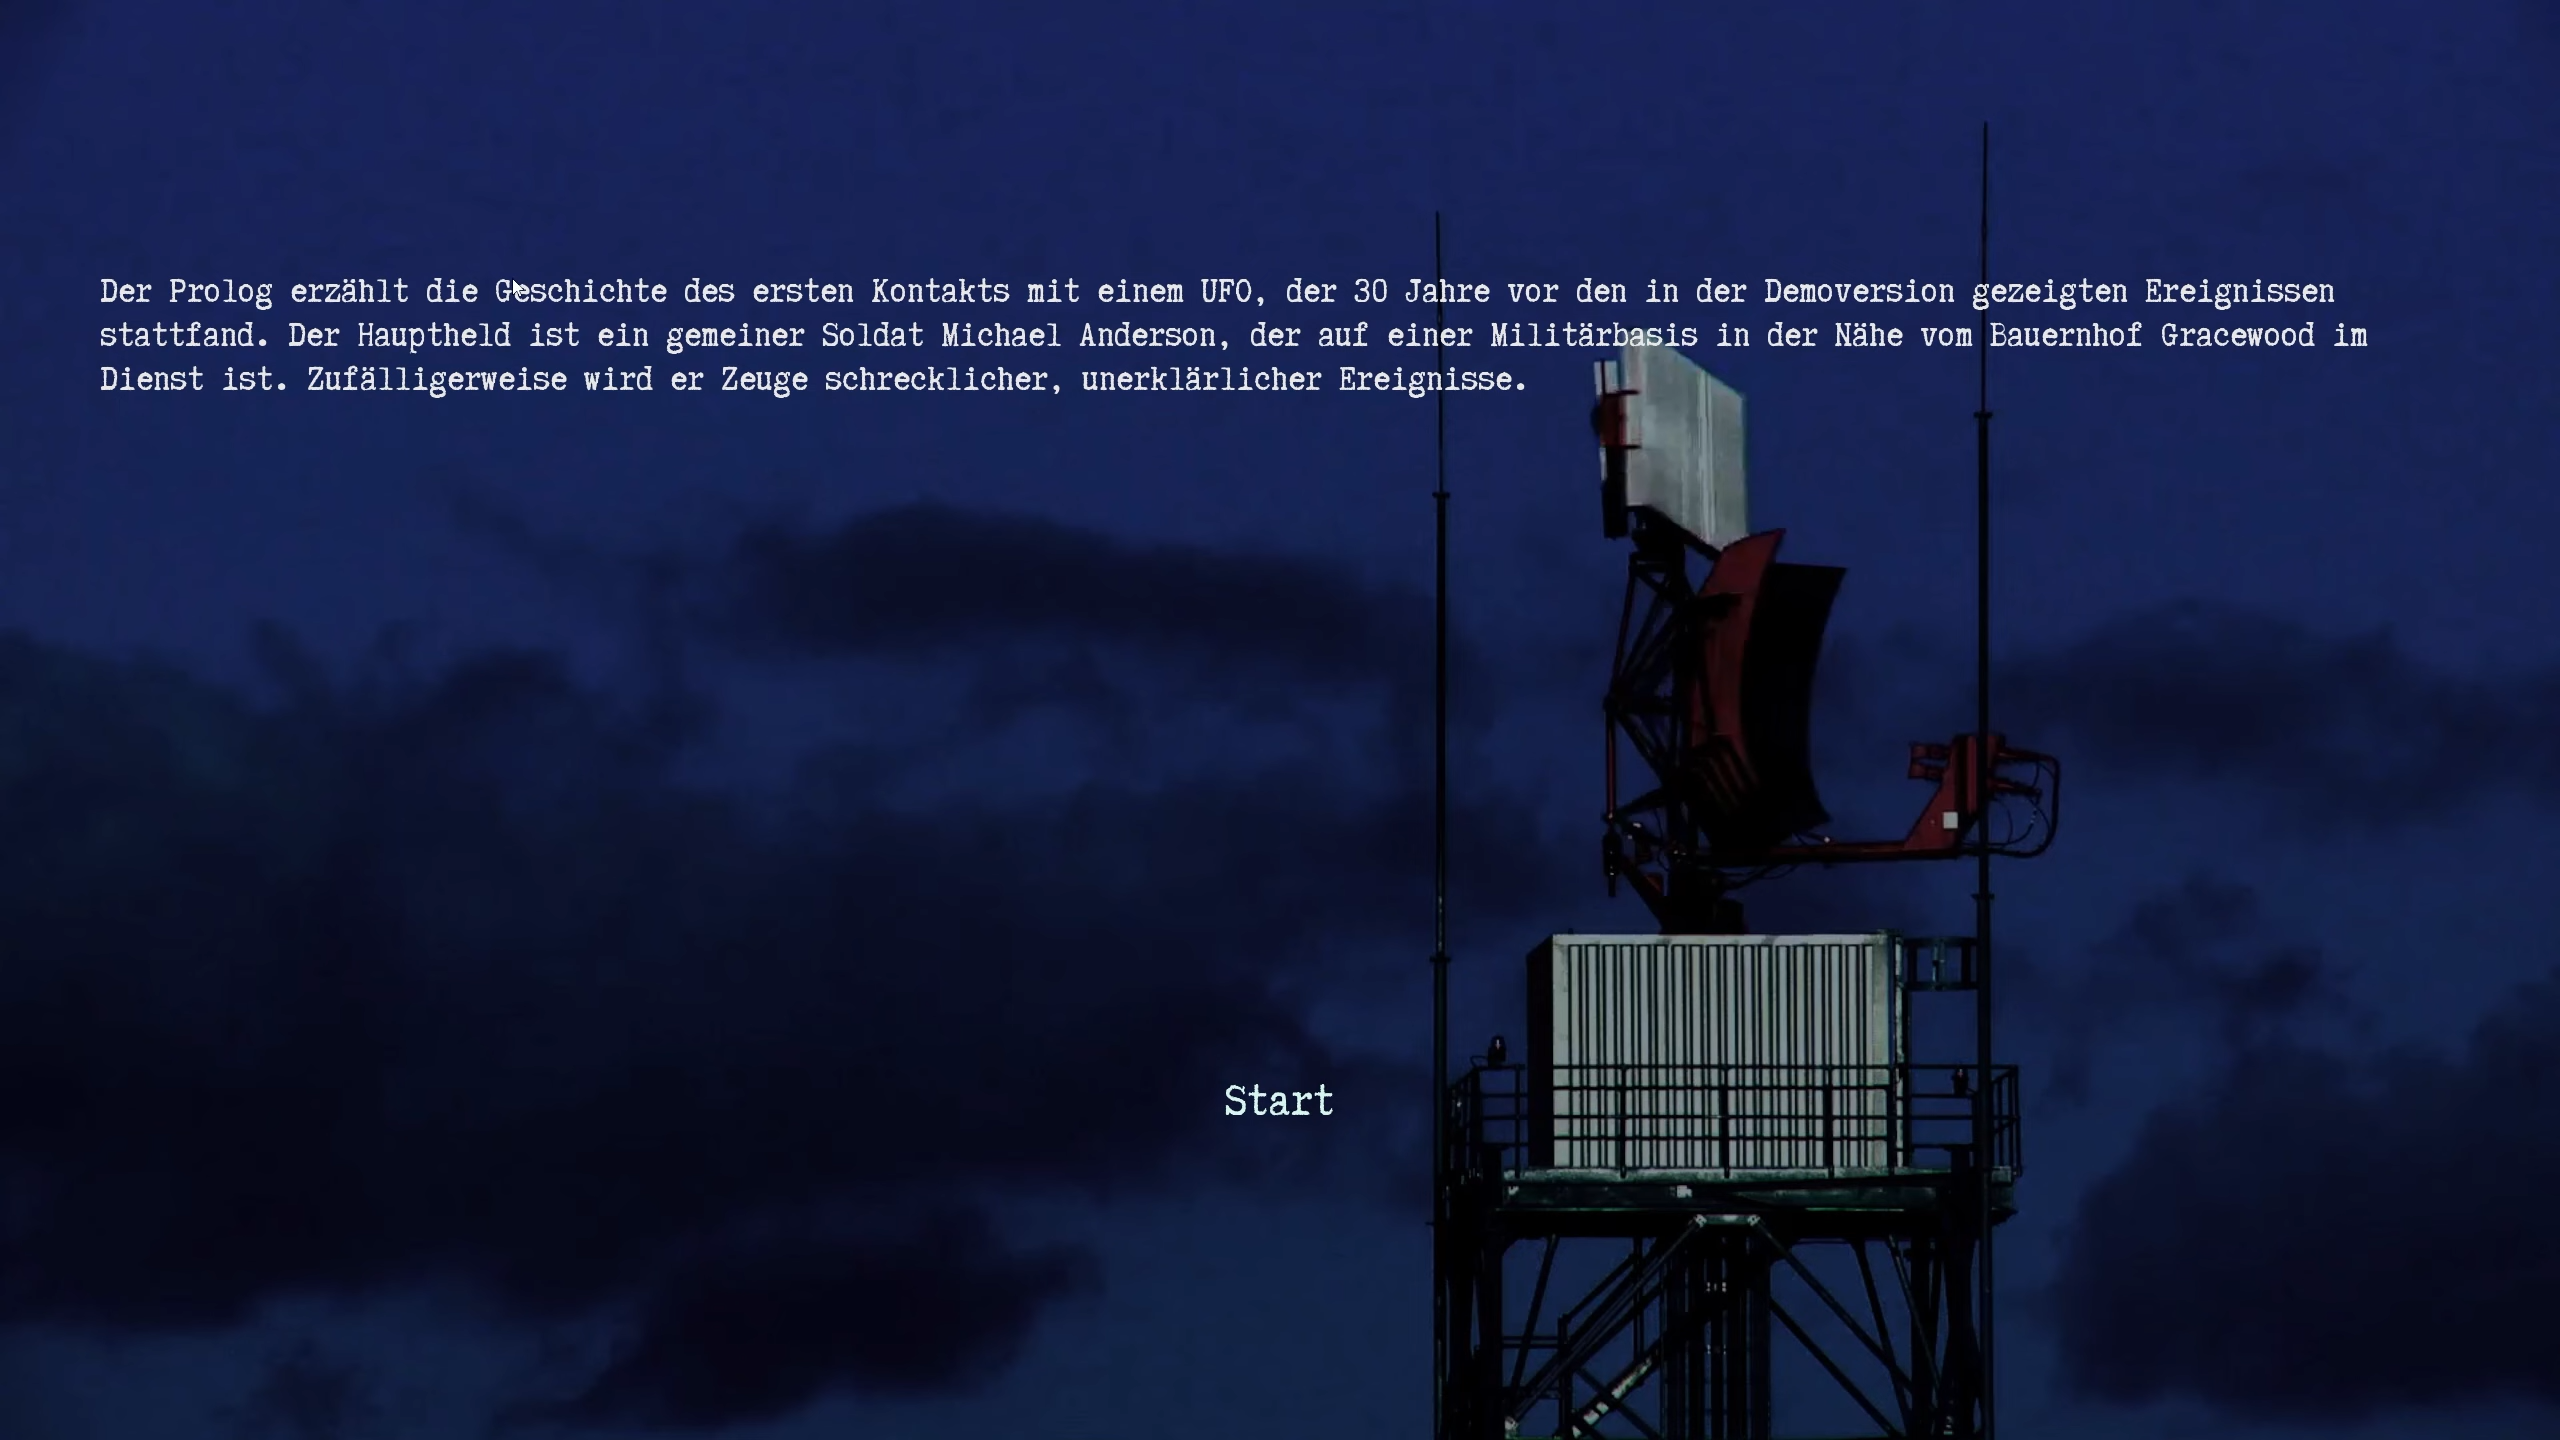 Der Prolog erzählt die Geschichte des ersten Kontakts mit einem UFO, der 30 Jahre vor den in der Demoversion gezeigten Ereignissen
stattfand. Der Hauptheld ist ein gemeiner Soldat Michael Anderson, der auf einer Militärbasis in der Nähe vom Bauernhof Gracewood im
Dienst ist. Zufälligerweise wird er Zeuge schrecklicher, unerklärlicher Ereignisse.
Start